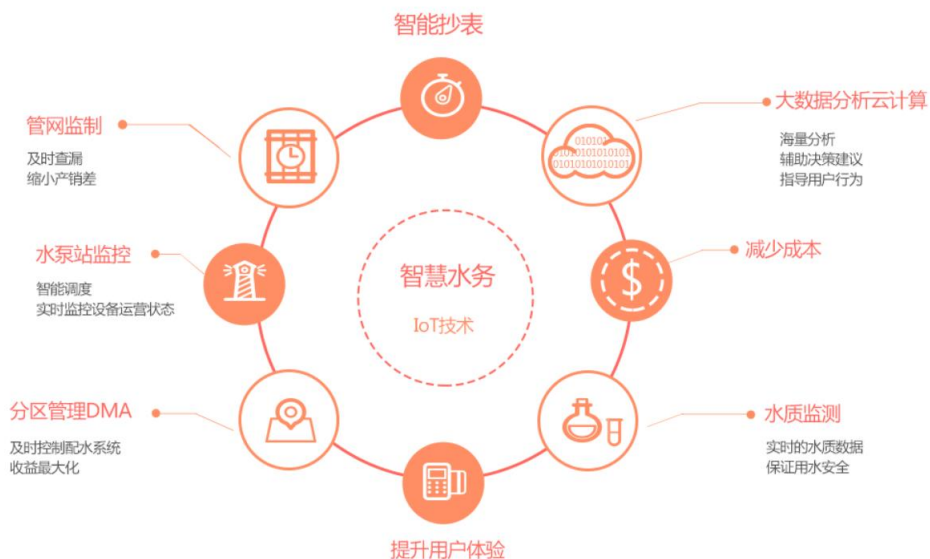 智能抄表
大数据分析云计算
海量分析
辅助决策建议
指导用户行为
管网监制
及时查漏
缩小产销差
010101
01010101010101
01010101010101
水泵站监控
智能调度
实时监控设备运营状态
智慧水务
IoT技术
$
减少成本
分区管理DMA
及时控制配水系统
收益最大化
水质监测
实时的水质数据
保证用水安全
提升用户体验